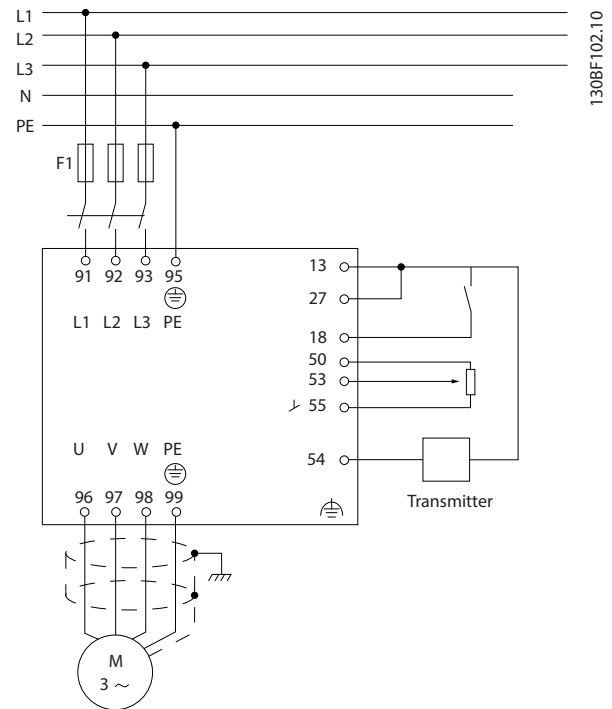 L1
L2
L3
N
PE
130BF102.10
F1
91 92 93 95
L1 L2 L3 PE
13
27
18
50
53
55
54
Transmitter
U V W PE
96 97 98 99
M
3 ~